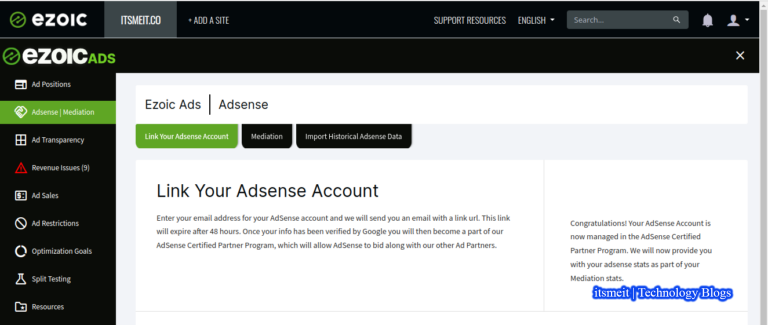 EZOIC
ITSMEIT.CO
+ ADD A SITE
SUPPORT RESOURCES
ENGLISH
Search...
EZOIC ADS
Ad Positions
Adsense | Mediation
Ad Transparency
Revenue Issues (9)
Ad Sales
Ad Restrictions
Optimization Goals
Split Testing
Resources
Ezoic Ads | Adsense
Link Your Adsense Account
Mediation
Import Historical Adsense Data
Link Your Adsense Account
Enter your email address for your AdSense account and we will send you an email with a link url. This link
will expire after 48 hours. Once your info has been verified by Google you will then become a part of our
AdSense Certified Partner Program, which will allow AdSense to bid along with our other Ad Partners.
Congratulations! Your AdSense Account is
now managed in the AdSense Certified
Partner Program. We will now provide you
with your adsense stats as part of your
Mediation stats.
itsmeit | Technology Blogs